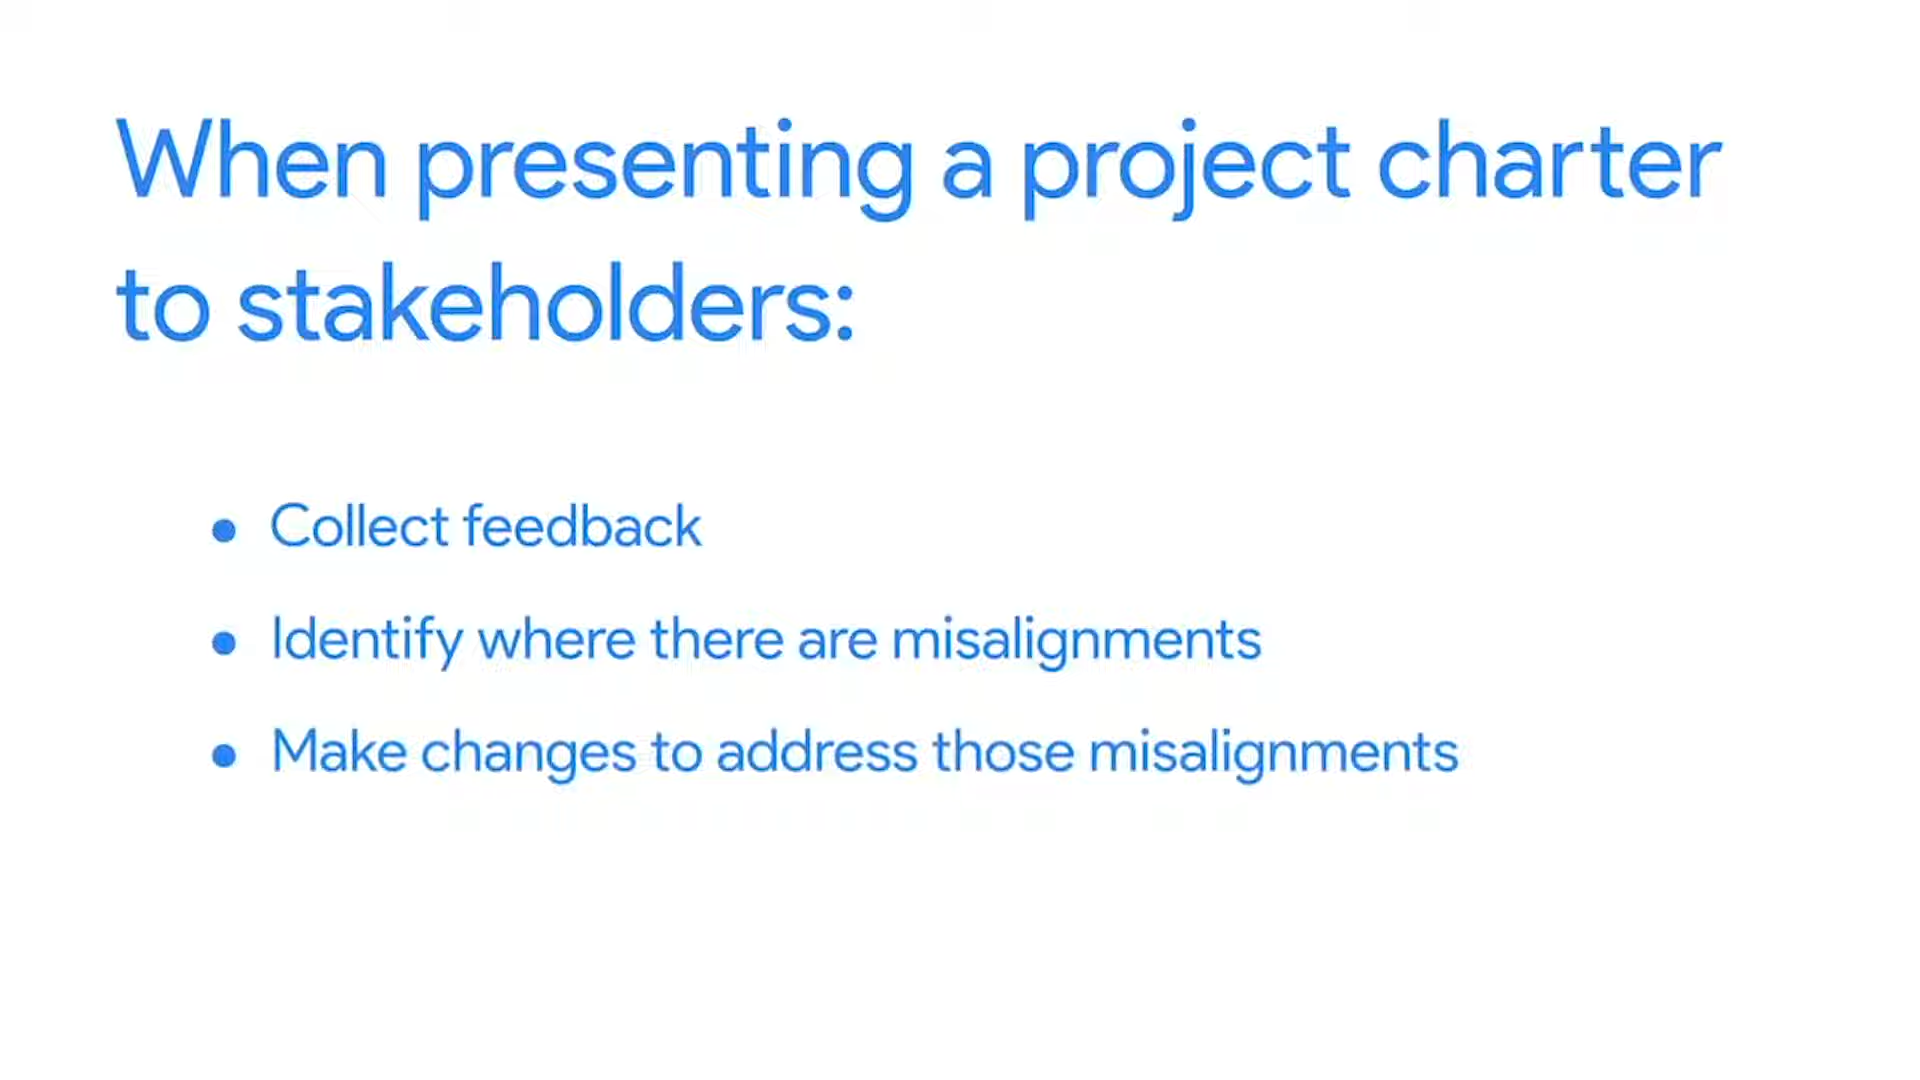 When presenting a project charter
to stakeholders:
• Collect feedback
• Identify where there are misalignments
• Make changes to address those misalignments